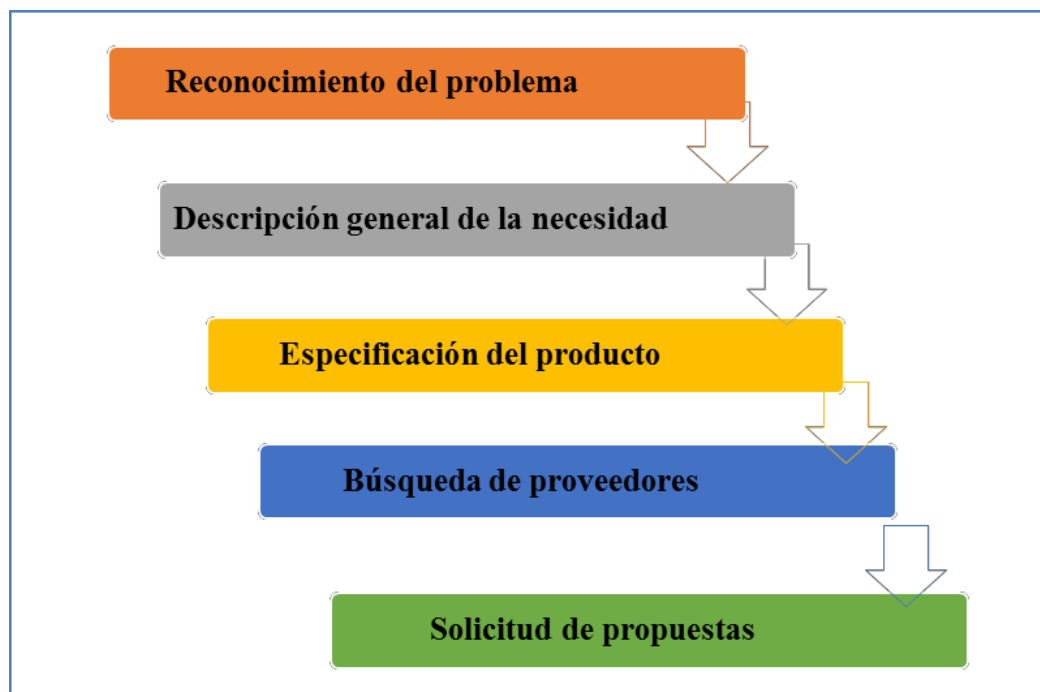 Reconocimiento del problema
Descripción general de la necesidad
Especificación del producto
Búsqueda de proveedores
Solicitud de propuestas